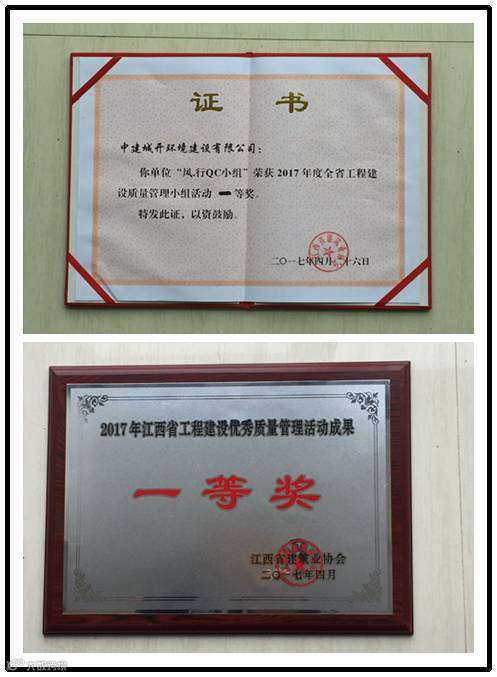 证 书
中建城开环境建设有限公司：
你单位“风.行QC小组”荣获2017年度全省工程建
设质量管理小组活动 一等奖。
特发此证，以资鼓励。
二〇一七年四月二十六日
2017年江西省工程建设优秀质量管理活动成果
一等奖
江西省建筑业协会
二〇一七年四月